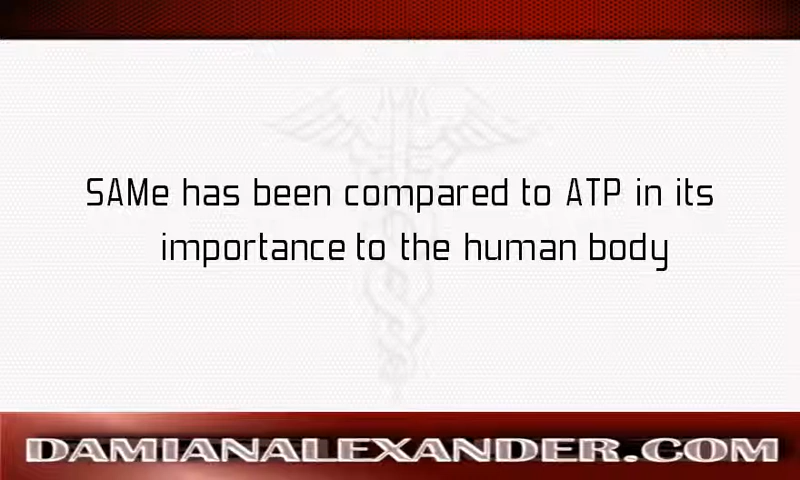 SAMe has been compared to ATP in its
importance to the human body
DAMIANALEXANDER.COM